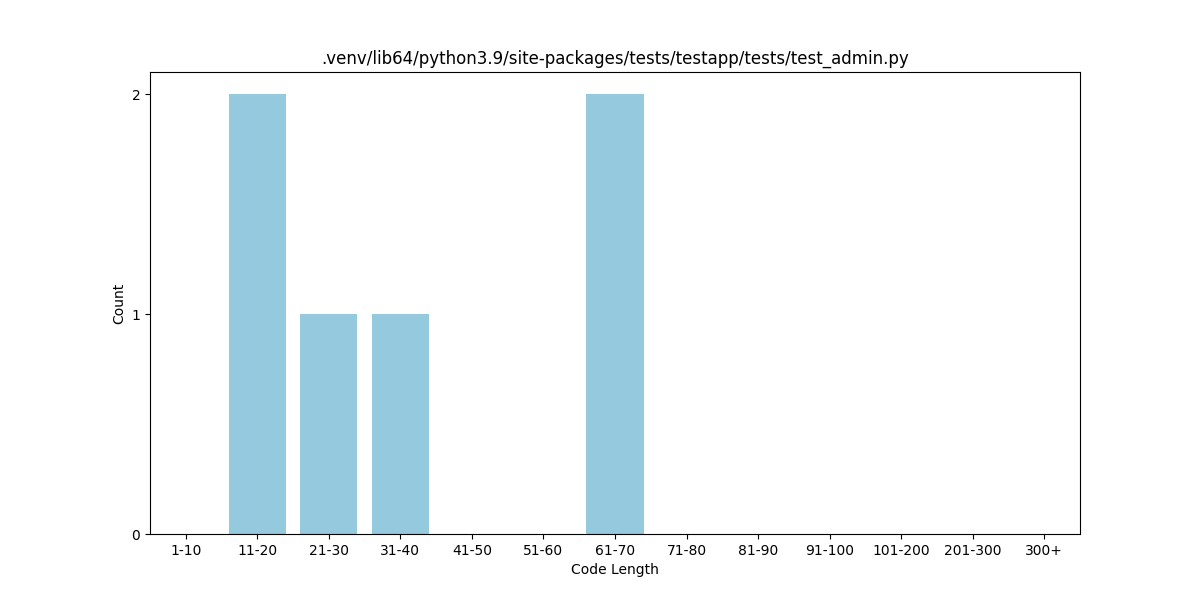 .venv/lib64/python3.9/site-packages/tests/testapp/tests/test_admin.py
2
1
0
Count
1-10 11-20 21-30 31-40 41-50 51-60 61-70 71-80 81-90 91-100 101-200 201-300 300+
Code Length